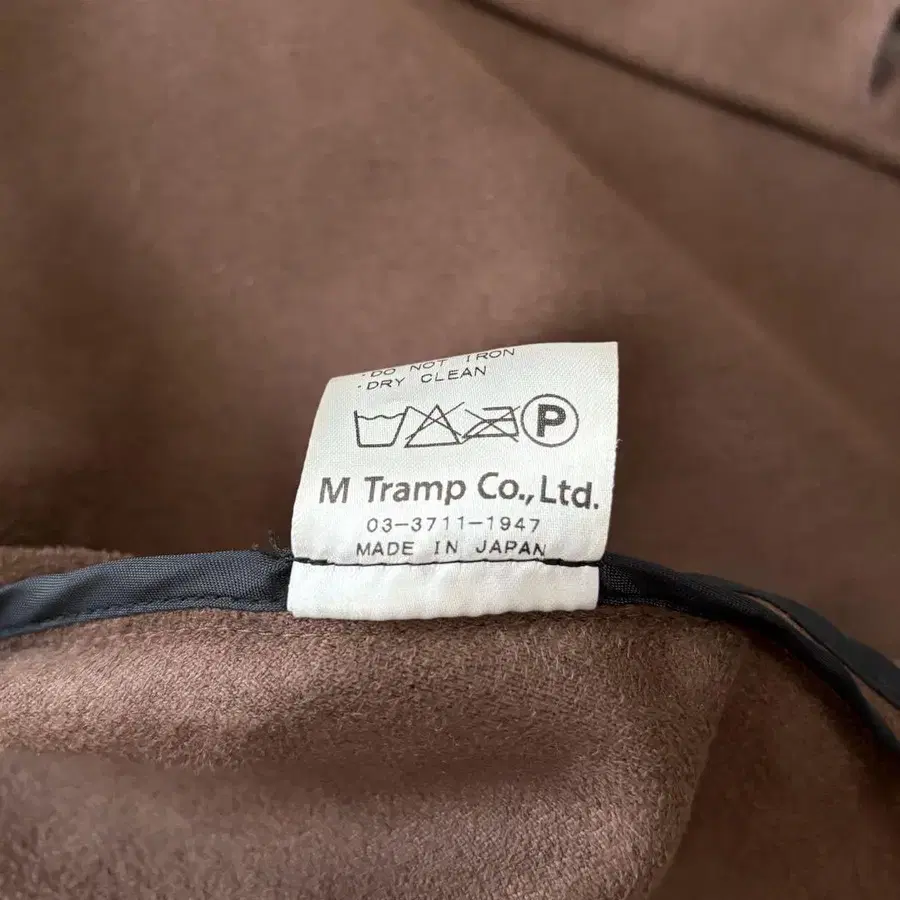 ·DO NOT IRON
·DRY CLEAN
P
M Tramp Co.,Ltd.
03-3711-1947
MADE IN JAPAN